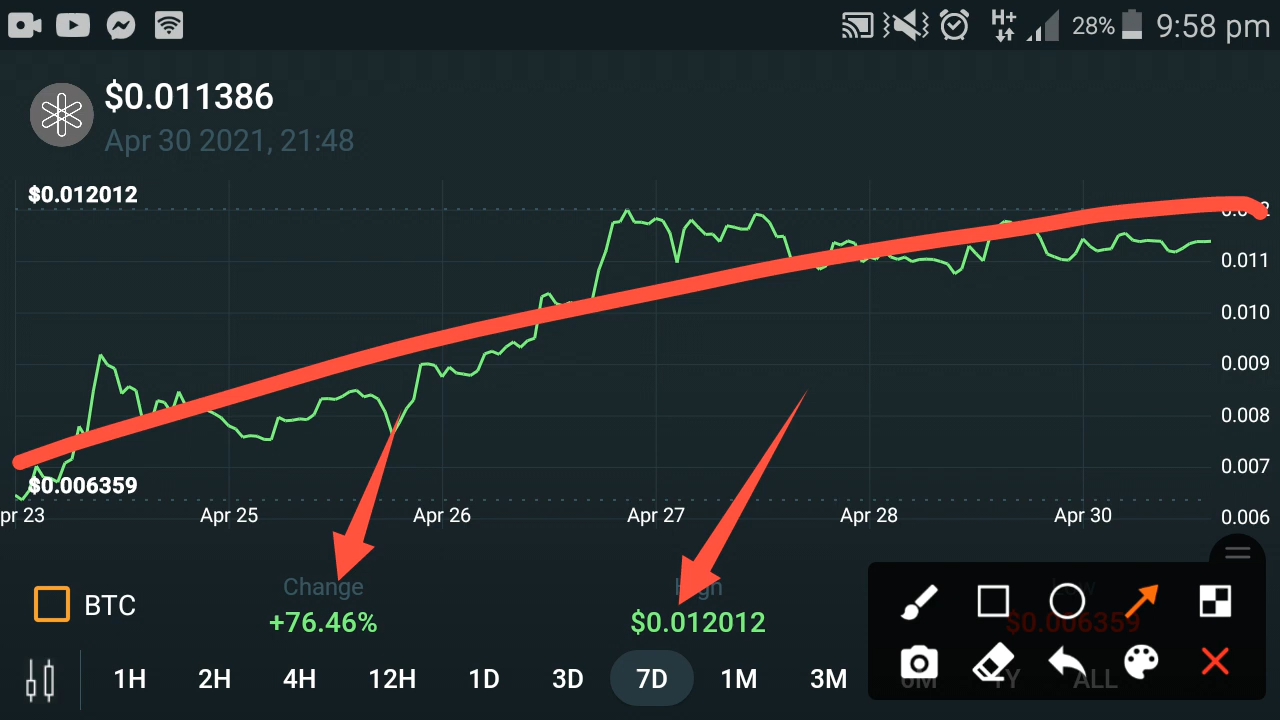 H+ 28% 9:58 pm
$0.011386
Apr 30 2021, 21:48
$0.012012
0.011
0.010
0.009
0.008
0.007
$0.006359
0.006
pr 23 Apr 25 Apr 26 Apr 27 Apr 28 Apr 30
BTC
Change
+76.46%
$0.012012
$0.006359
1H 2H 4H 12H 1D 3D 7D 1M 3M 6M 1Y ALL